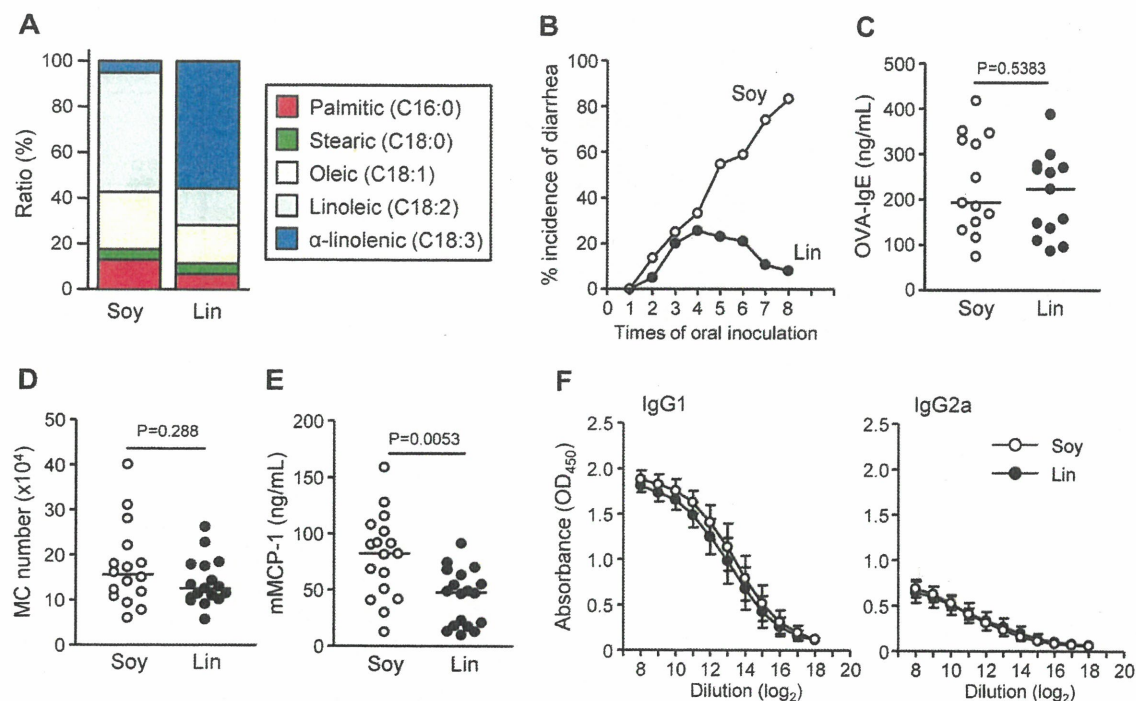 A
100
80
60
40
20
0
Ratio (%)
Soy Lin
Palmitic (C16:0)
Stearic (C18:0)
Oleic (C18:1)
Linoleic (C18:2)
α-linolenic (C18:3)
B
100
80
60
40
20
0
% incidence of diarrhea
Soy
Lin
0 1 2 3 4 5 6 7 8
Times of oral inoculation
C
P=0.5383
500
400
300
200
100
0
OVA-IgE (ng/mL)
Soy Lin
D
P=0.288
50
40
30
20
10
0
MC number (x10⁴)
Soy Lin
E
P=0.0053
200
150
100
50
0
mMCP-1 (ng/mL)
Soy Lin
F
IgG1
2.5
2.0
1.5
1.0
0.5
0
Absorbance (OD₄₅₀)
8 10 12 14 16 18 20
Dilution (log₂)
IgG2a
2.5
2.0
1.5
1.0
0.5
0
Soy
Lin
8 10 12 14 16 18 20
Dilution (log₂)